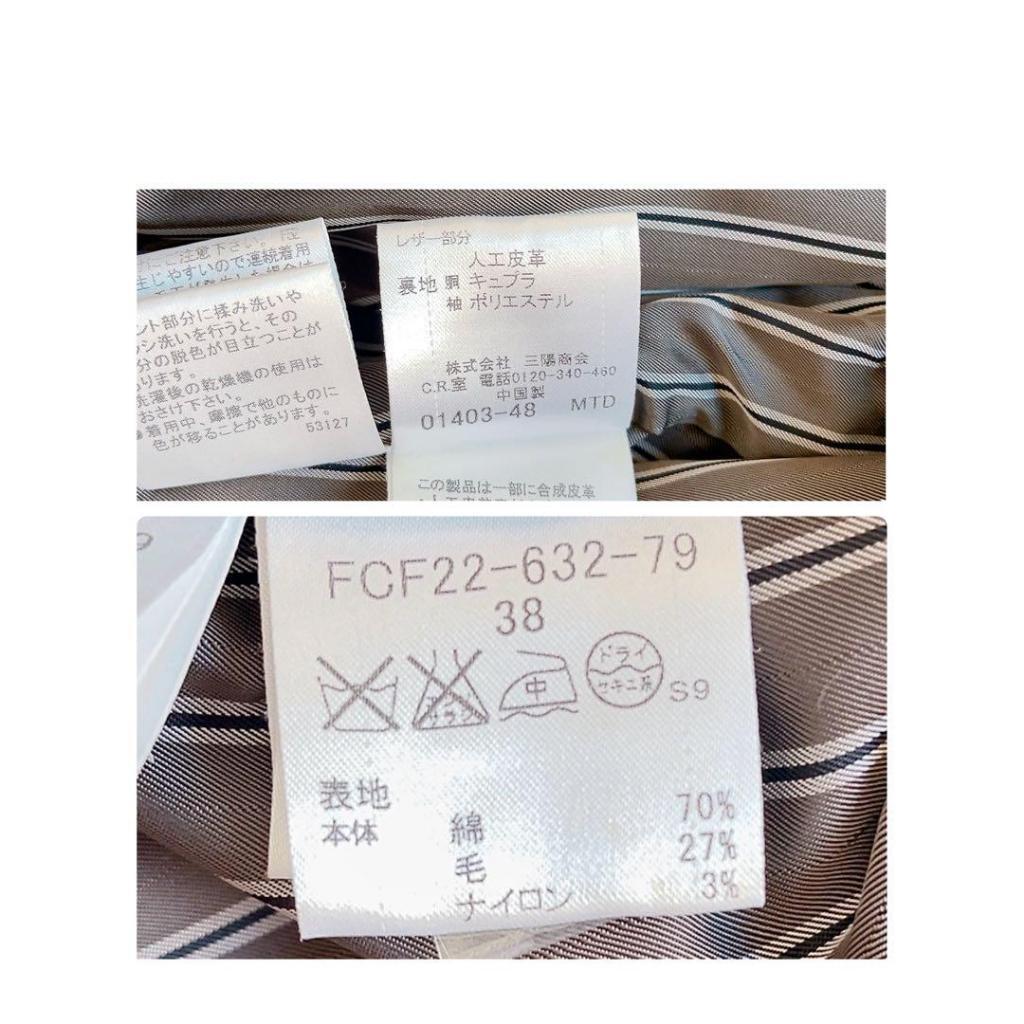 にご注意下さい。
生じやすいので連続着用
ント部分に揉み洗いや
シ洗いを行うと、その
分の脱色が目立つことが
ります。
洗濯後の乾燥機の使用は
おさけ下さい。
●着用中、摩擦で他のものに
色が移ることがあります。
53127
レザー部分
人工皮革
裏地 胴 キュプラ
袖 ポリエステル
株式会社 三陽商会
C.R.室 電話0120-340-460
中国製
01403-48 MTD
この製品は一部に合成皮革
FCF22-632-79
38
サラシ 中 ドライ
セキユ系 S9
表地 70%
本体 綿 27%
毛 3%
ナイロン